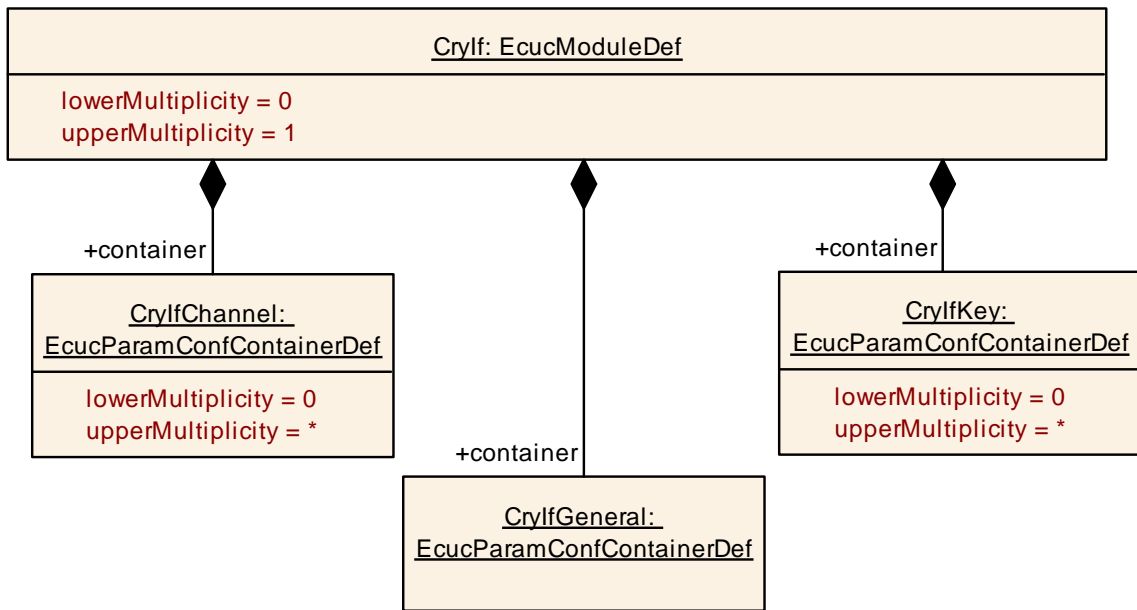 CryIf: EcucModuleDef
lowerMultiplicity = 0
upperMultiplicity = 1
+container
CryIfChannel:
EcucParamConfContainerDef
lowerMultiplicity = 0
upperMultiplicity = *
+container
CryIfGeneral:
EcucParamConfContainerDef
+container
CryIfKey:
EcucParamConfContainerDef
lowerMultiplicity = 0
upperMultiplicity = *